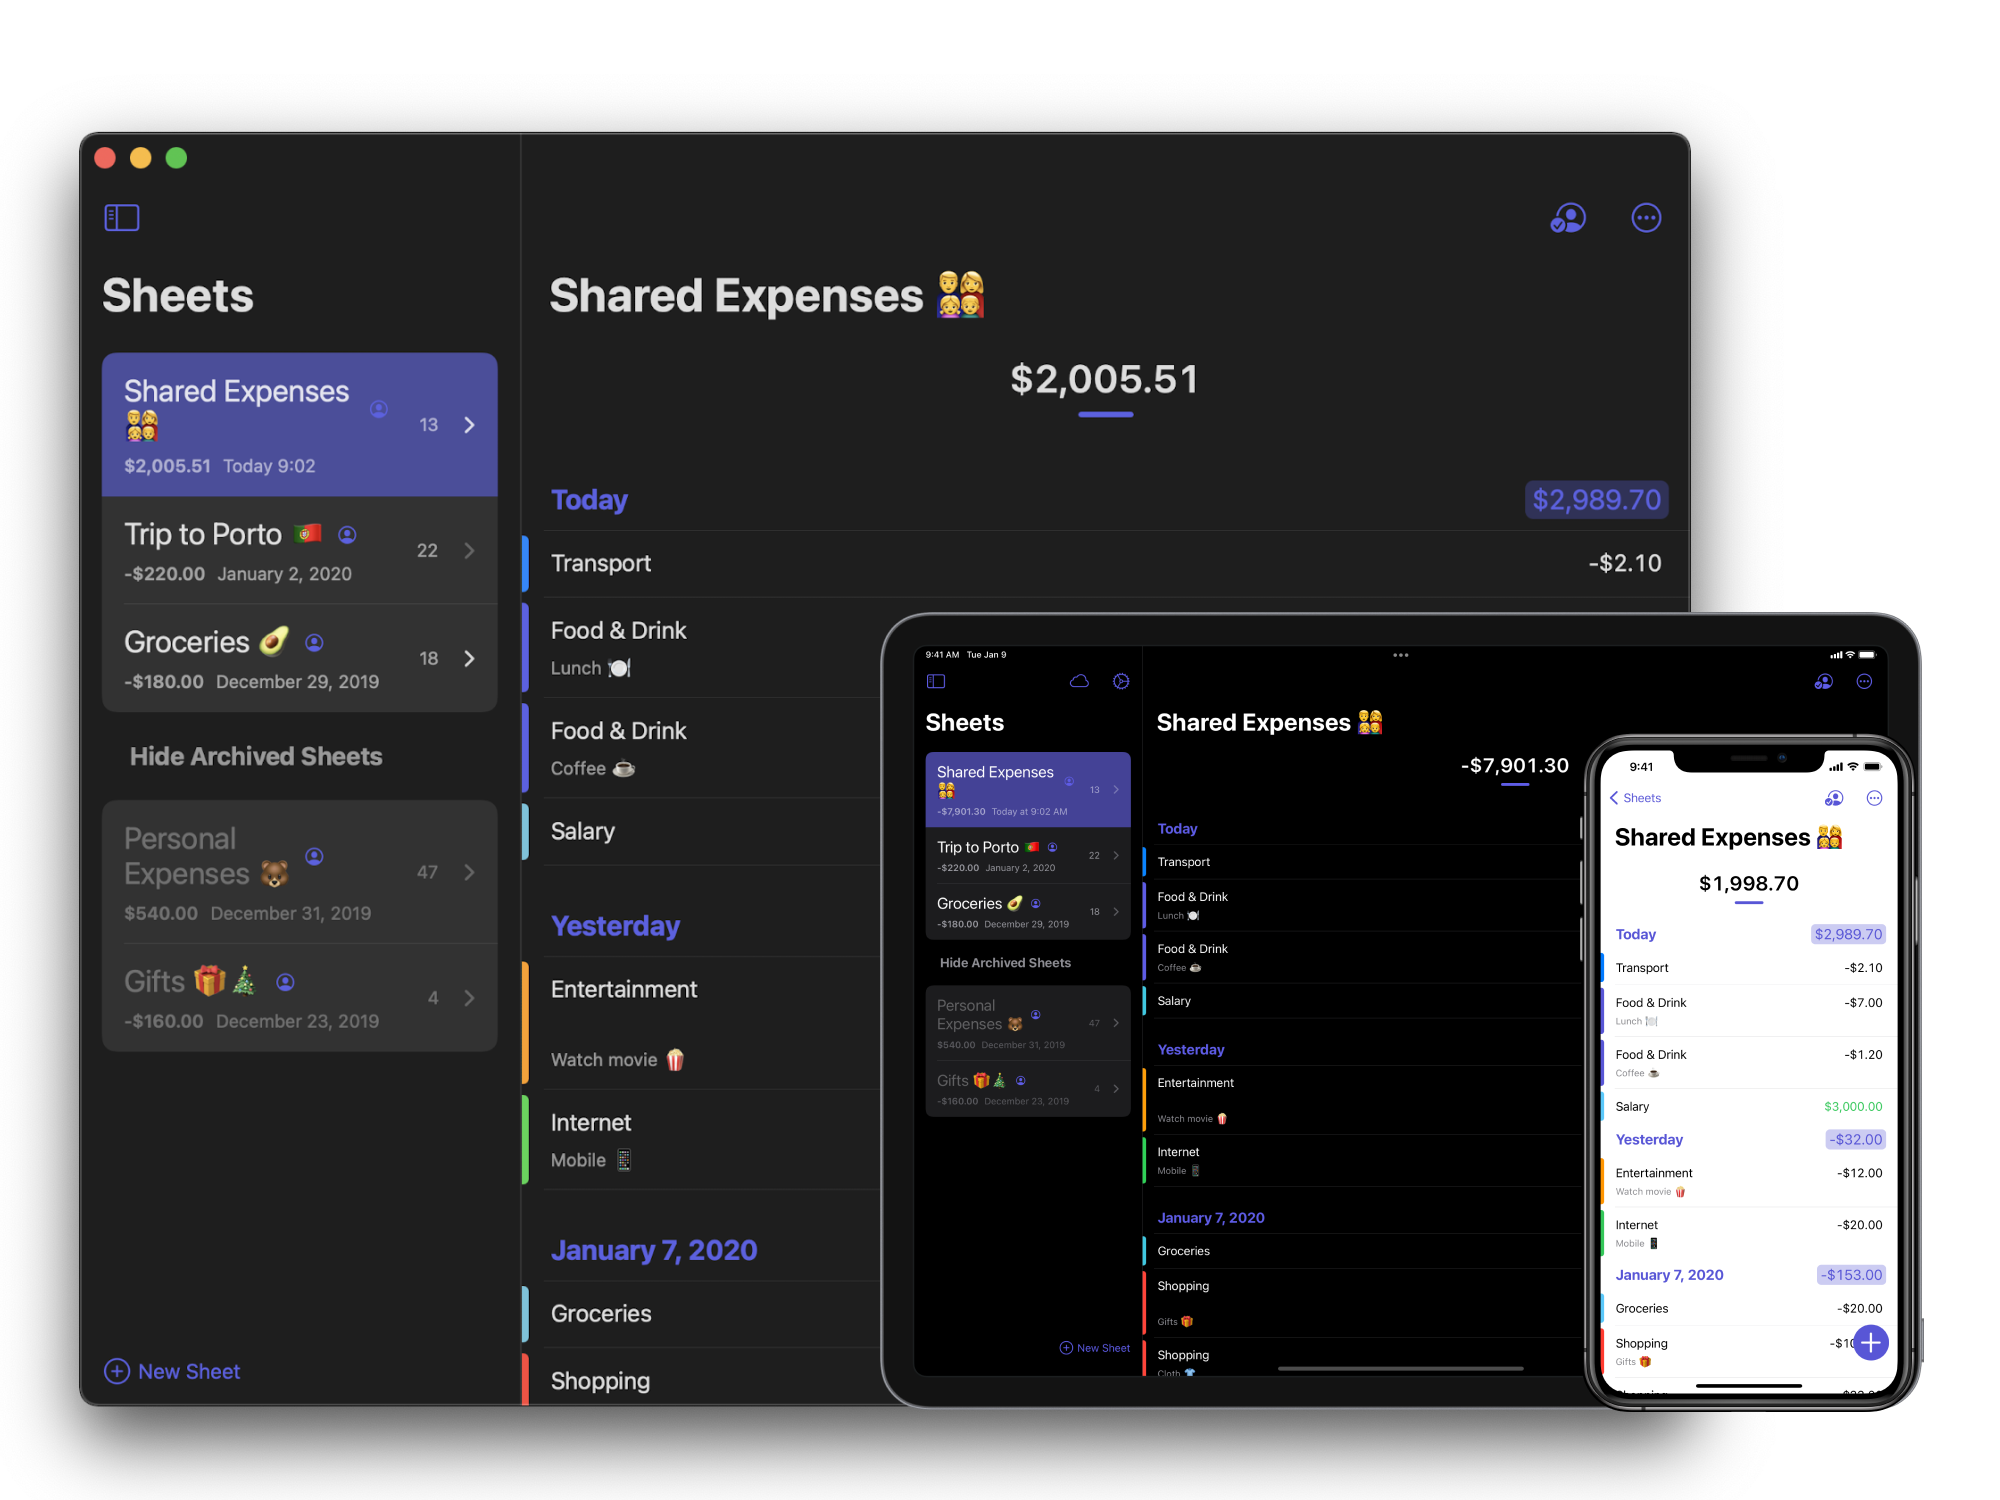 Sheets
Shared Expenses 👨‍👩‍👧‍👦
13
$2,005.51 Today 9:02
Trip to Porto 🇵🇹
22
-$220.00 January 2, 2020
Groceries 🥑
18
-$180.00 December 29, 2019
Hide Archived Sheets
Personal
Expenses 🐻
47
$540.00 December 31, 2019
Gifts 🎁🎄
4
-$160.00 December 23, 2019
New Sheet
Shared Expenses 👨‍👩‍👧‍👦
$2,005.51
Today $2,989.70
Transport -$2.10
Food & Drink
Lunch 🍽
Food & Drink
Coffee ☕
Salary
Yesterday
Entertainment
Watch movie 🍿
Internet
Mobile 📱
January 7, 2020
Groceries
Shopping
9:41 AM Tue Jan 9
Sheets
Shared Expenses
👨‍👩‍👧‍👦
13
-$7,901.30 Today at 9:02 AM
Trip to Porto 🇵🇹
22
-$220.00 January 2, 2020
Groceries 🥑
18
-$180.00 December 29, 2019
Hide Archived Sheets
Personal
Expenses 🐻
47
$540.00 December 31, 2019
Gifts 🎁🎄
4
-$160.00 December 23, 2019
New Sheet
Shared Expenses 👨‍👩‍👧‍👦
-$7,901.30
Today
Transport
Food & Drink
Lunch 🍽
Food & Drink
Coffee ☕
Salary
Yesterday
Entertainment
Watch movie 🍿
Internet
Mobile 📱
January 7, 2020
Groceries
Shopping
Gifts 🎁
Shopping
Cloth 👕
9:41
Sheets
Shared Expenses 👨‍👩‍👧‍👦
$1,998.70
Today $2,989.70
Transport -$2.10
Food & Drink -$7.00
Lunch 🍽
Food & Drink -$1.20
Coffee ☕
Salary $3,000.00
Yesterday -$32.00
Entertainment -$12.00
Watch movie 🍿
Internet -$20.00
Mobile 📱
January 7, 2020 -$153.00
Groceries -$20.00
Shopping -$10
Gifts 🎁